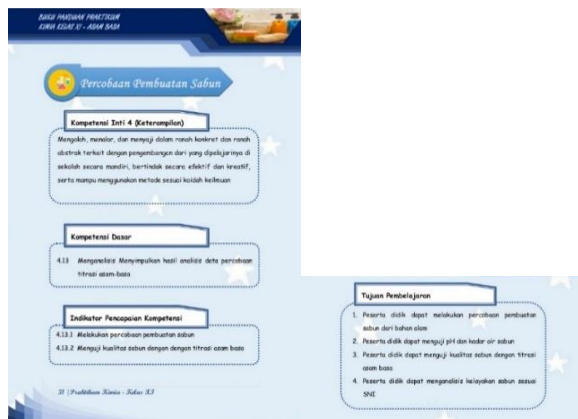 BUKU PANDUAN PRAKTIKUM
KIMIA KELAS XI - ASAM BASA
Percobaan Pembuatan Sabun
Kompetensi Inti 4 (Keterampilan)
Mengolah, menalar, dan menyaji dalam ranah konkret dan ranah
abstrak terkait dengan pengembangan dari yang dipelajarinya di
sekolah secara mandiri, bertindak secara efektif dan kreatif,
serta mampu menggunakan metode sesuai kaidah keilmuan
Kompetensi Dasar
4.13 Menganalisis Menyimpulkan hasil analisis data percobaan
titrasi asam-basa
Indikator Pencapaian Kompetensi
4.13.1 Melakukan percobaan pembuatan sabun
4.13.2 Menguji kualitas sabun dengan dengan titrasi asam basa
Praktikum Kimia - Kelas XI
Tujuan Pembelajaran
1. Peserta didik dapat melakukan percobaan pembuatan
sabun dari bahan alam
2. Peserta didik dapat menguji pH dan kadar air sabun
3. Peserta didik dapat menguji kualitas sabun dengan titrasi
asam basa
4. Peserta didik dapat menganalisis kelayakan sabun sesuai
SNI